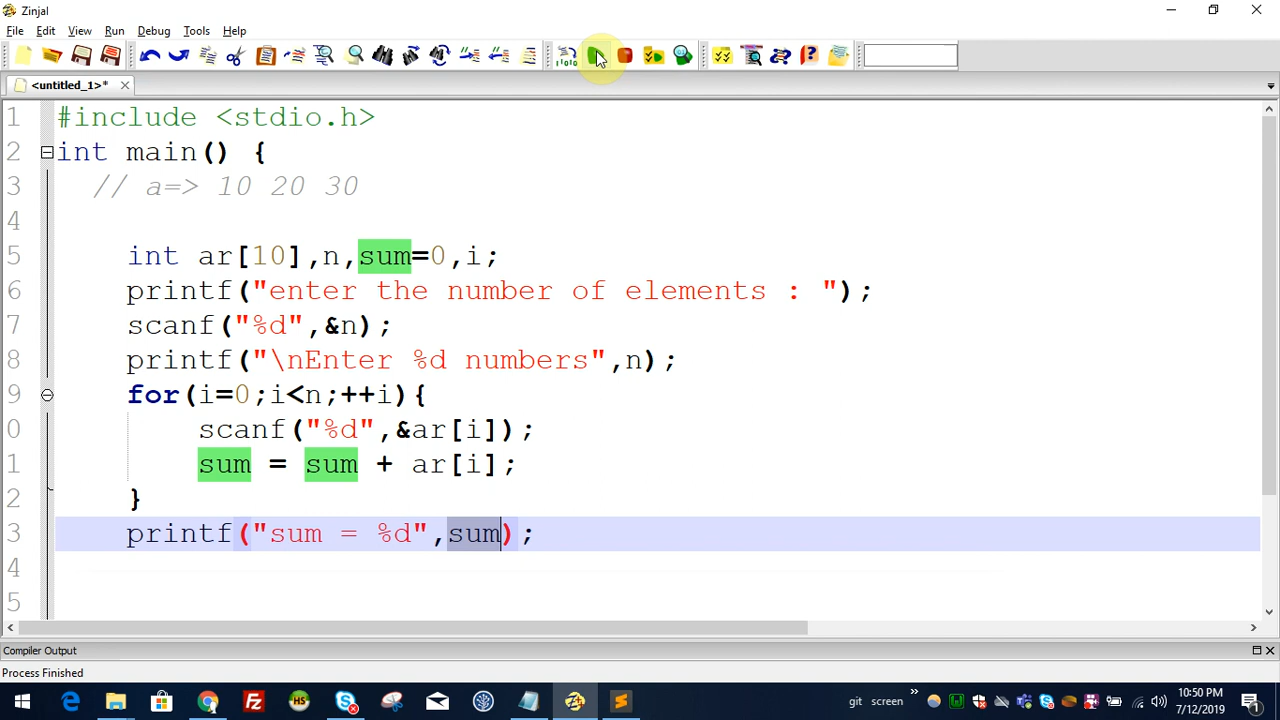 Zinjal
File Edit View Run Debug Tools Help
<untitled_1>*
1 #include <stdio.h>
2 int main() {
3 // a=> 10 20 30
4
5 int ar[10],n,sum=0,i;
6 printf("enter the number of elements : ");
7 scanf("%d",&n);
8 printf("\nEnter %d numbers",n);
9 for(i=0;i<n;++i){
0 scanf("%d",&ar[i]);
1 sum = sum + ar[i];
2 }
3 printf("sum = %d",sum);
4
5
Compiler Output
Process Finished
git screen
10:50 PM
7/12/2019